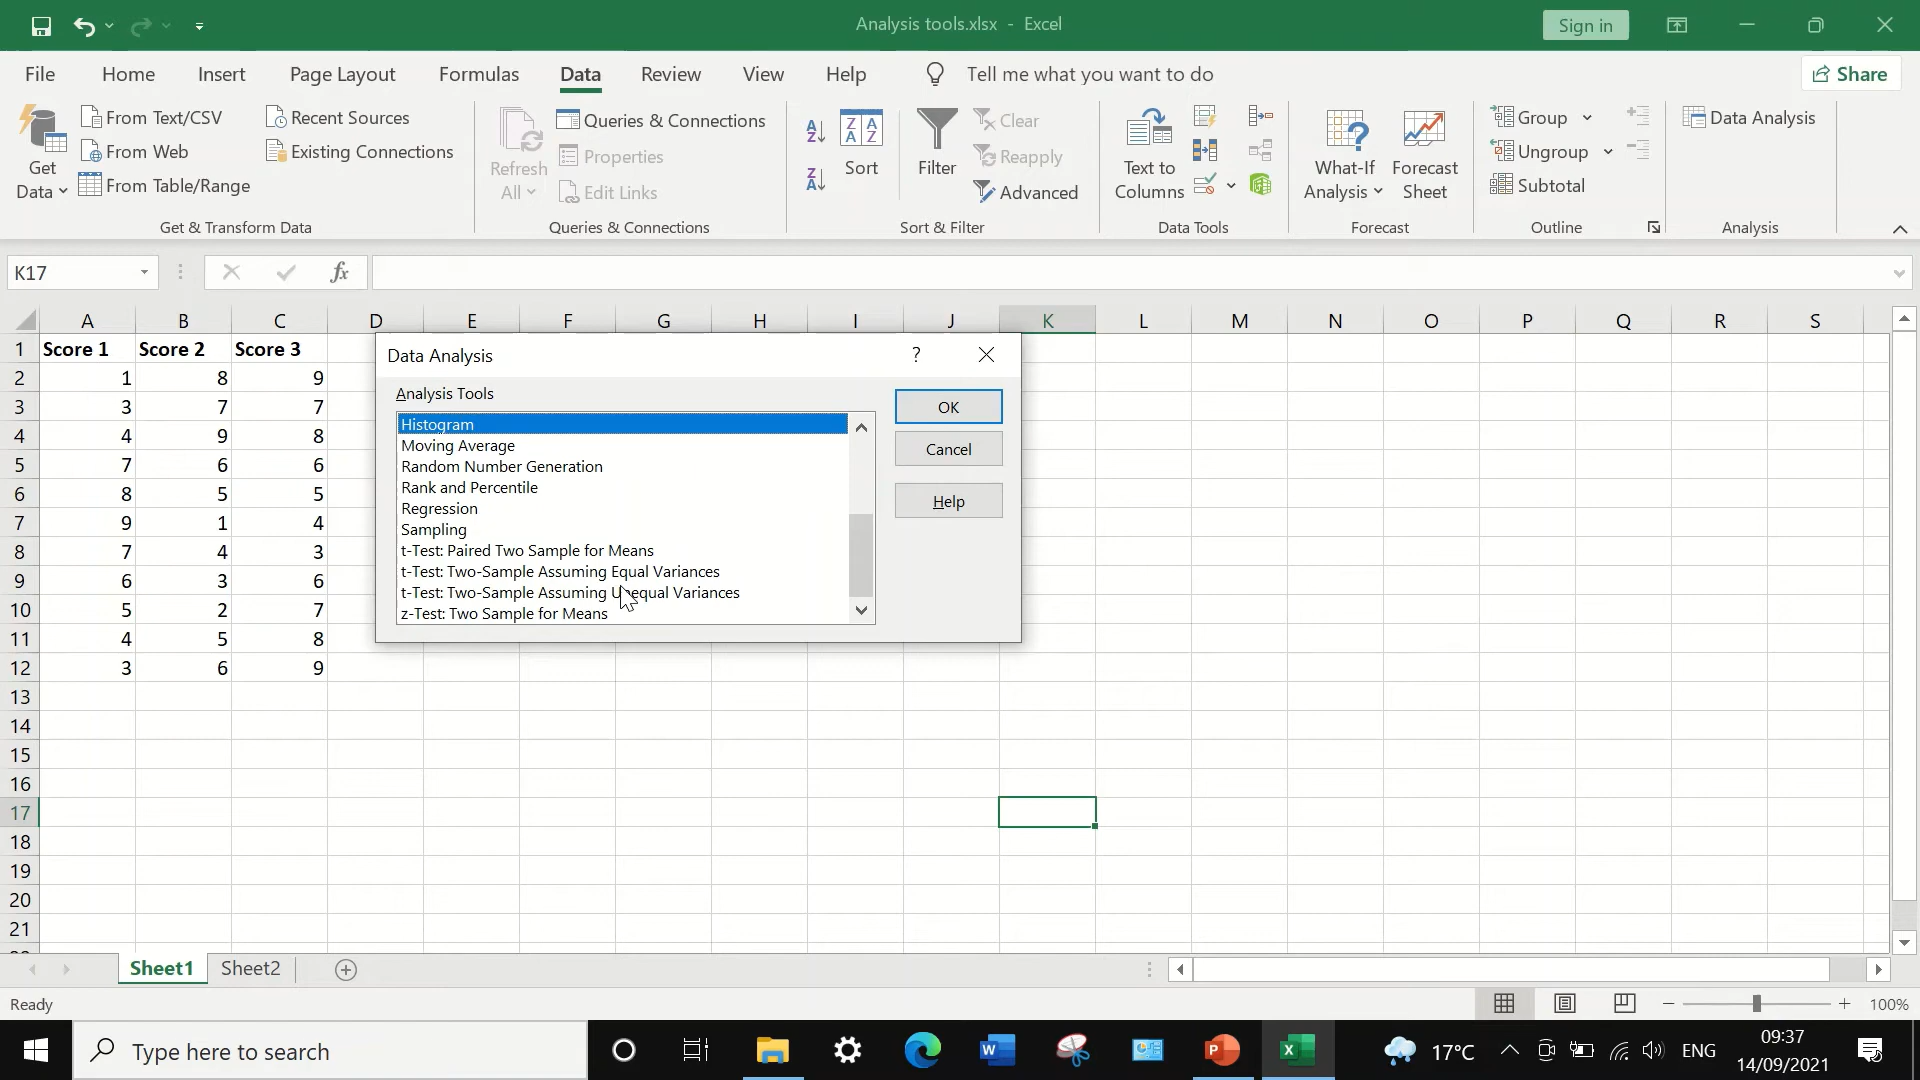 Analysis tools.xlsx - Excel
Sign in
File Home Insert Page Layout Formulas Data Review View Help Tell me what you want to do Share
Get Data
From Text/CSV
From Web
From Table/Range
Recent Sources
Existing Connections
Get & Transform Data
Refresh All
Queries & Connections
Properties
Edit Links
Queries & Connections
Sort
Filter
Clear
Reapply
Advanced
Sort & Filter
Text to Columns
Data Tools
What-If Analysis
Forecast Sheet
Forecast
Group
Ungroup
Subtotal
Outline
Data Analysis
Analysis
K17 fx
A B C D E F G H I J K L M N O P Q R S
1 Score 1 Score 2 Score 3
2 1 8 9
3 3 7 7
4 4 9 8
5 7 6 6
6 8 5 5
7 9 1 4
8 7 4 3
9 6 3 6
10 5 2 7
11 4 5 8
12 3 6 9
13
14
15
16
17
18
19
20
21
Data Analysis ?
Analysis Tools
Histogram
Moving Average
Random Number Generation
Rank and Percentile
Regression
Sampling
t-Test: Paired Two Sample for Means
t-Test: Two-Sample Assuming Equal Variances
t-Test: Two-Sample Assuming Unequal Variances
z-Test: Two Sample for Means
OK
Cancel
Help
Sheet1 Sheet2
Ready
100%
Type here to search
17°C
ENG
09:37
14/09/2021